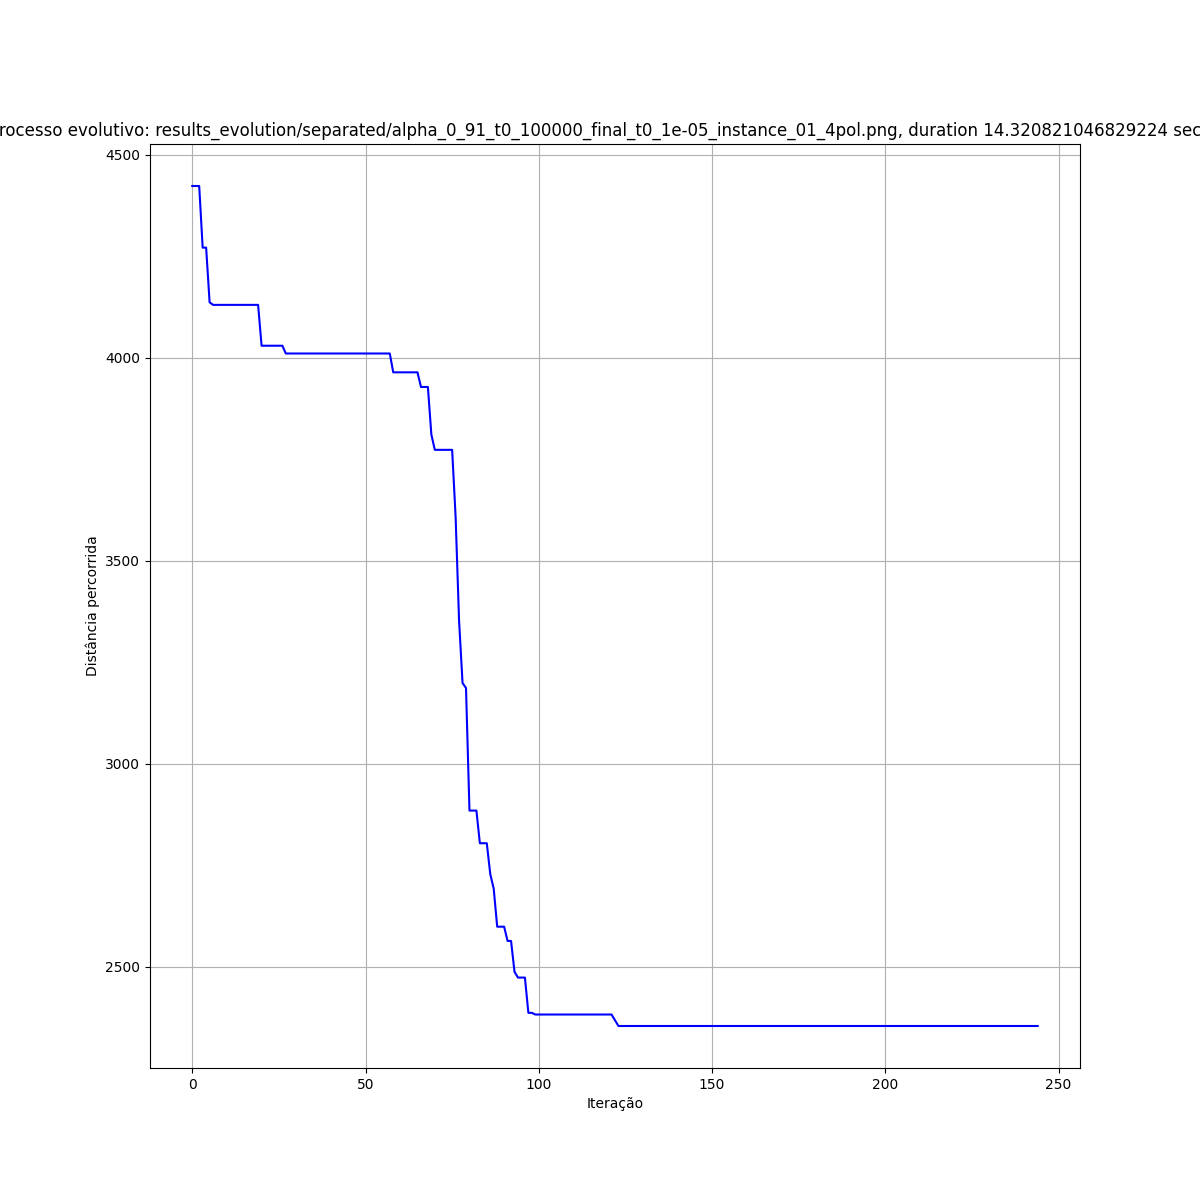 rocesso evolutivo: results_evolution/separated/alpha_0_91_t0_100000_final_t0_1e-05_instance_01_4pol.png, duration 14.320821046829224 sec
4500
4000
3500
3000
2500
Distância percorrida
0 50 100 150 200 250
Iteração